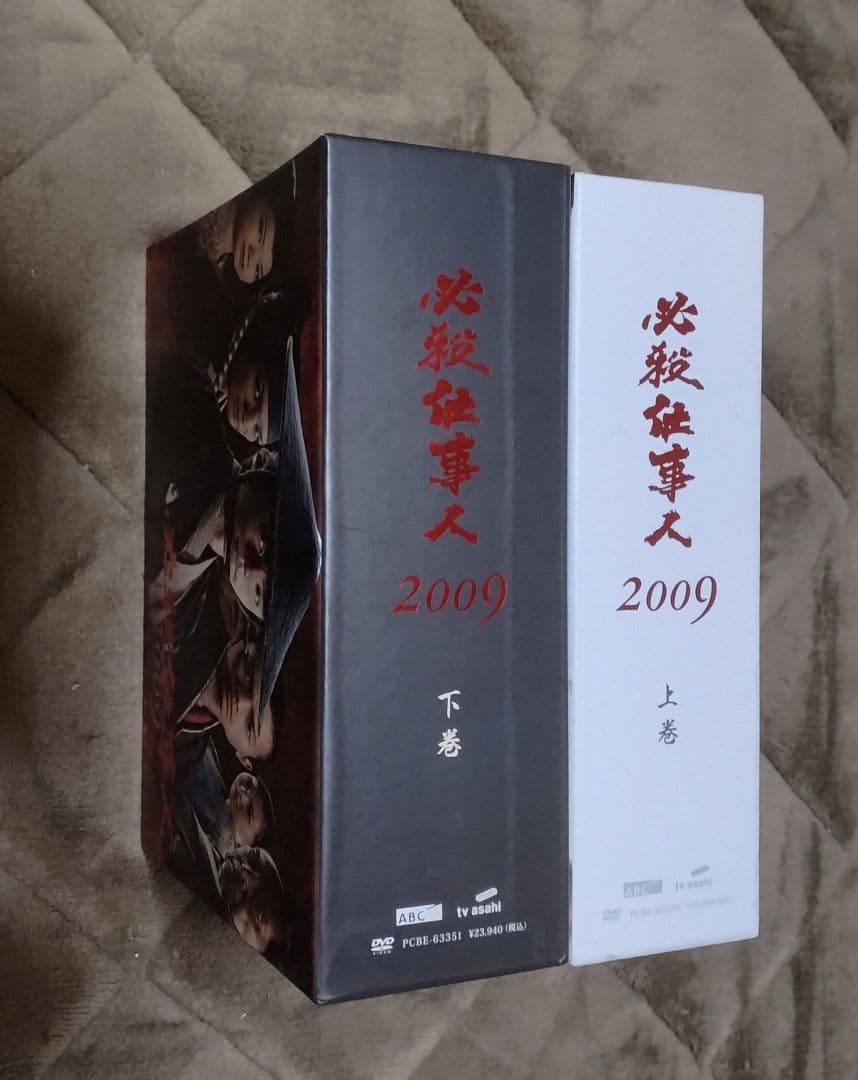 必殺仕事人
2009
下巻
ABC
tv asahi
DVD
VIDEO
PCBE-63351 ¥23,940(税込)
必殺仕事人
2009
上巻
ABC
tv asahi